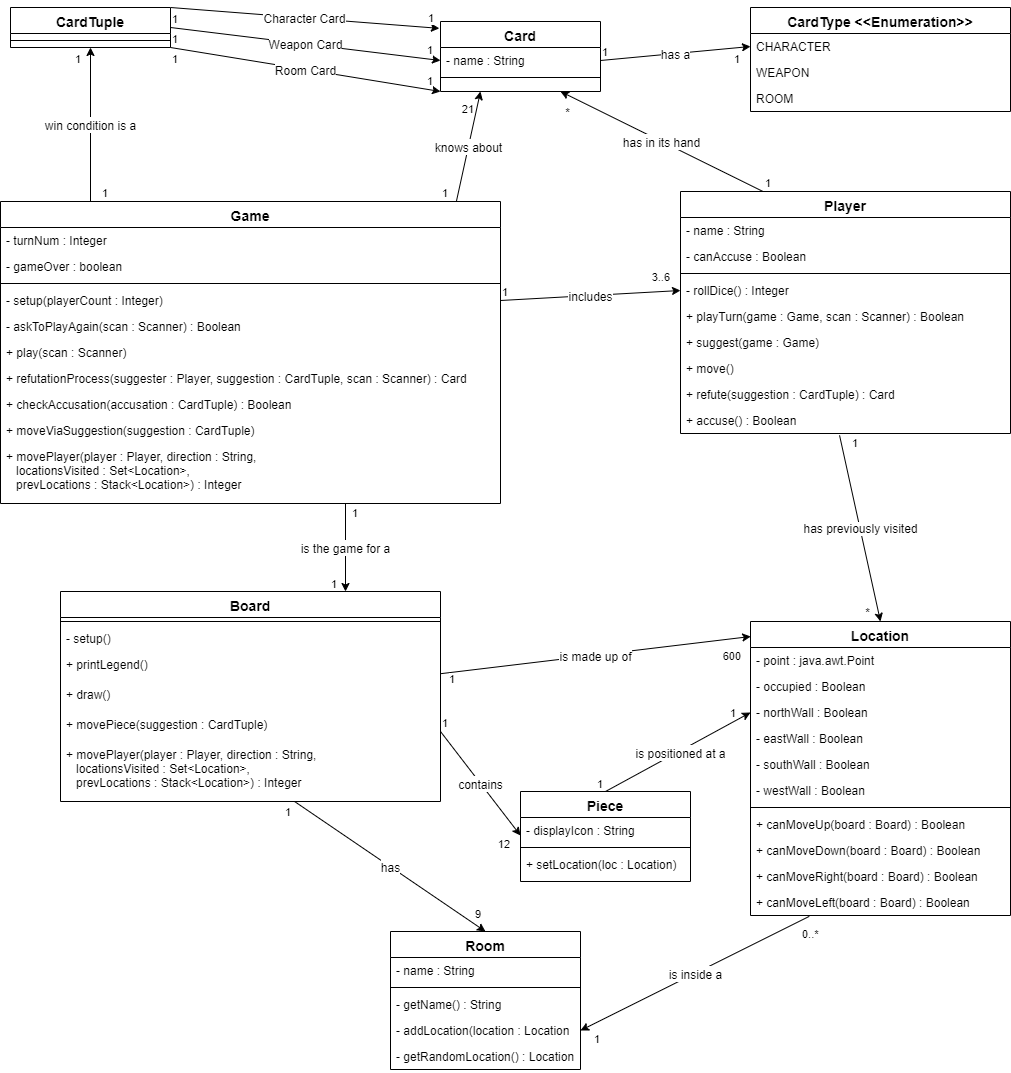 CardTuple
1
1
1
Character Card
Weapon Card
Room Card
1
1
1
Card
- name : String
1
has a
1
CardType <<Enumeration>>
CHARACTER
WEAPON
ROOM
1
win condition is a
1
21
knows about
1
*
has in its hand
1
Game
- turnNum : Integer
- gameOver : boolean
- setup(playerCount : Integer)
- askToPlayAgain(scan : Scanner) : Boolean
+ play(scan : Scanner)
+ refutationProcess(suggester : Player, suggestion : CardTuple, scan : Scanner) : Card
+ checkAccusation(accusation : CardTuple) : Boolean
+ moveViaSuggestion(suggestion : CardTuple)
+ movePlayer(player : Player, direction : String,
locationsVisited : Set<Location>,
prevLocations : Stack<Location>) : Integer
1
includes
3..6
Player
- name : String
- canAccuse : Boolean
- rollDice() : Integer
+ playTurn(game : Game, scan : Scanner) : Boolean
+ suggest(game : Game)
+ move()
+ refute(suggestion : CardTuple) : Card
+ accuse() : Boolean
1
has previously visited
*
1
is the game for a
1
Board
- setup()
+ printLegend()
+ draw()
+ movePiece(suggestion : CardTuple)
+ movePlayer(player : Player, direction : String,
locationsVisited : Set<Location>,
prevLocations : Stack<Location>) : Integer
1
is made up of
600
1
contains
12
1
has
9
Piece
- displayIcon : String
+ setLocation(loc : Location)
1
is positioned at a
1
Location
- point : java.awt.Point
- occupied : Boolean
- northWall : Boolean
- eastWall : Boolean
- southWall : Boolean
- westWall : Boolean
+ canMoveUp(board : Board) : Boolean
+ canMoveDown(board : Board) : Boolean
+ canMoveRight(board : Board) : Boolean
+ canMoveLeft(board : Board) : Boolean
0..*
is inside a
1
Room
- name : String
- getName() : String
- addLocation(location : Location
- getRandomLocation() : Location